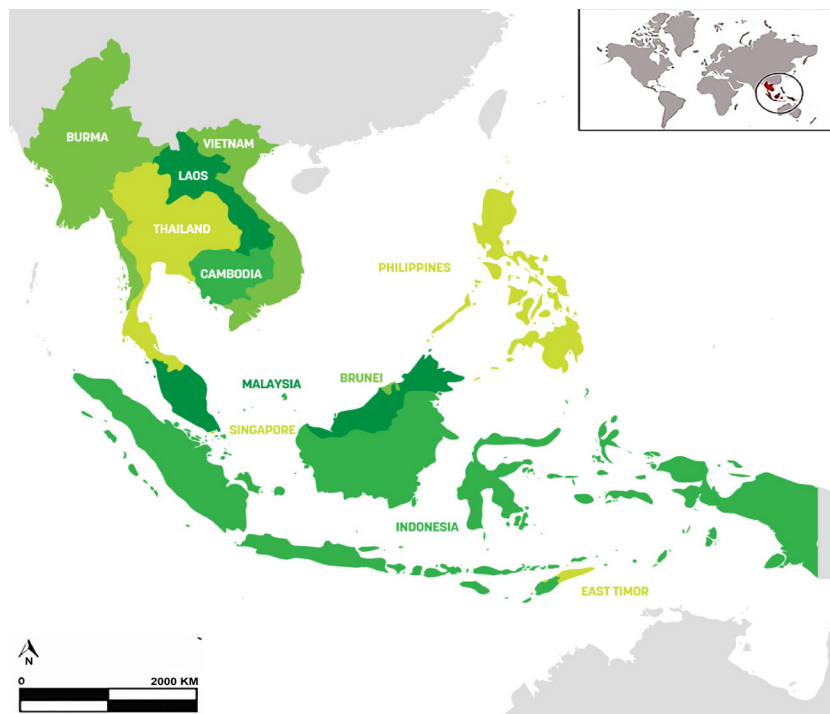 BURMA
VIETNAM
LAOS
THAILAND
CAMBODIA
PHILIPPINES
MALAYSIA
BRUNEI
SINGAPORE
INDONESIA
EAST TIMOR
N
0 2000 KM